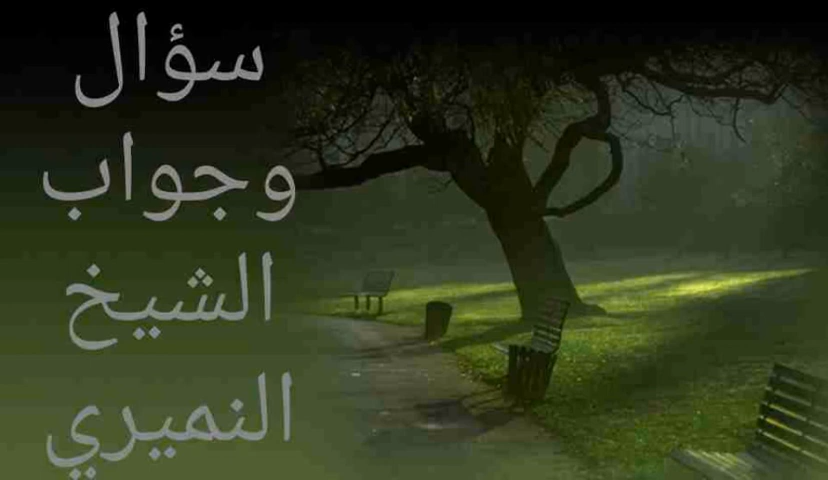 سؤال
وجواب
الشيخ
النميري